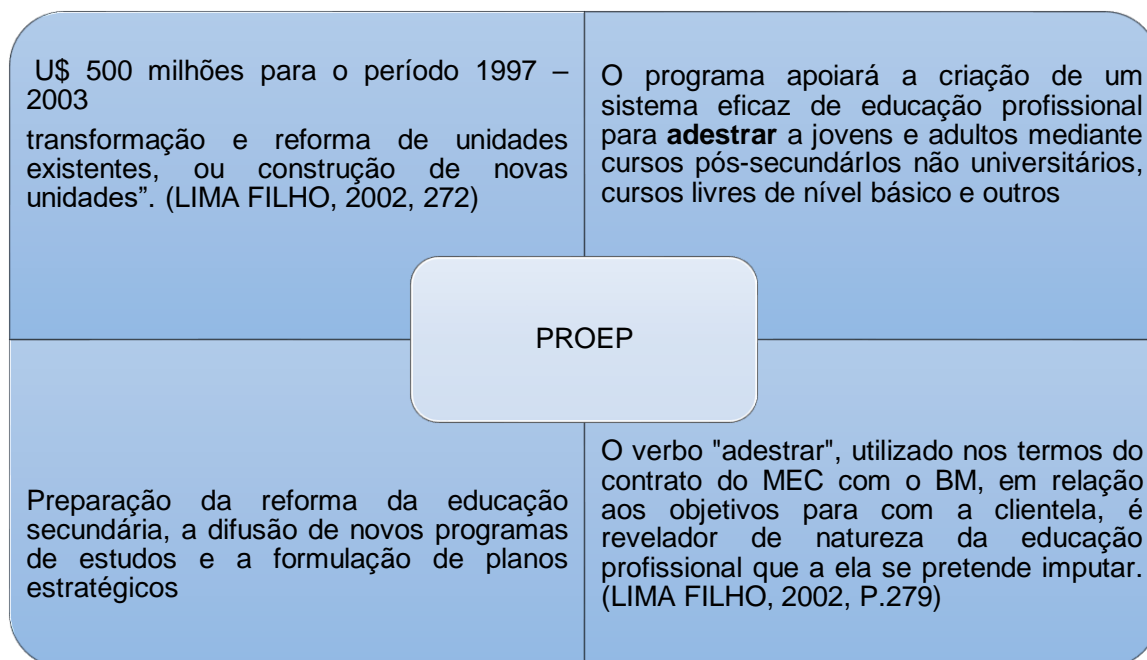 U$ 500 milhões para o período 1997 –
2003
transformação e reforma de unidades
existentes, ou construção de novas
unidades”. (LIMA FILHO, 2002, 272)
O programa apoiará a criação de um
sistema eficaz de educação profissional
para adestrar a jovens e adultos mediante
cursos pós-secundárIos não universitários,
cursos livres de nível básico e outros
PROEP
Preparação da reforma da educação
secundária, a difusão de novos programas
de estudos e a formulação de planos
estratégicos
O verbo "adestrar", utilizado nos termos do
contrato do MEC com o BM, em relação
aos objetivos para com a clientela, é
revelador de natureza da educação
profissional que a ela se pretende imputar.
(LIMA FILHO, 2002, P.279)